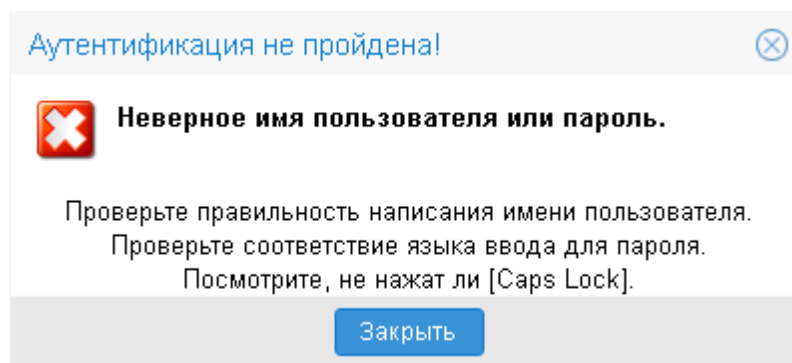 Аутентификация не пройдена!
Неверное имя пользователя или пароль.
Проверьте правильность написания имени пользователя.
Проверьте соответствие языка ввода для пароля.
Посмотрите, не нажат ли [Caps Lock].
Закрыть